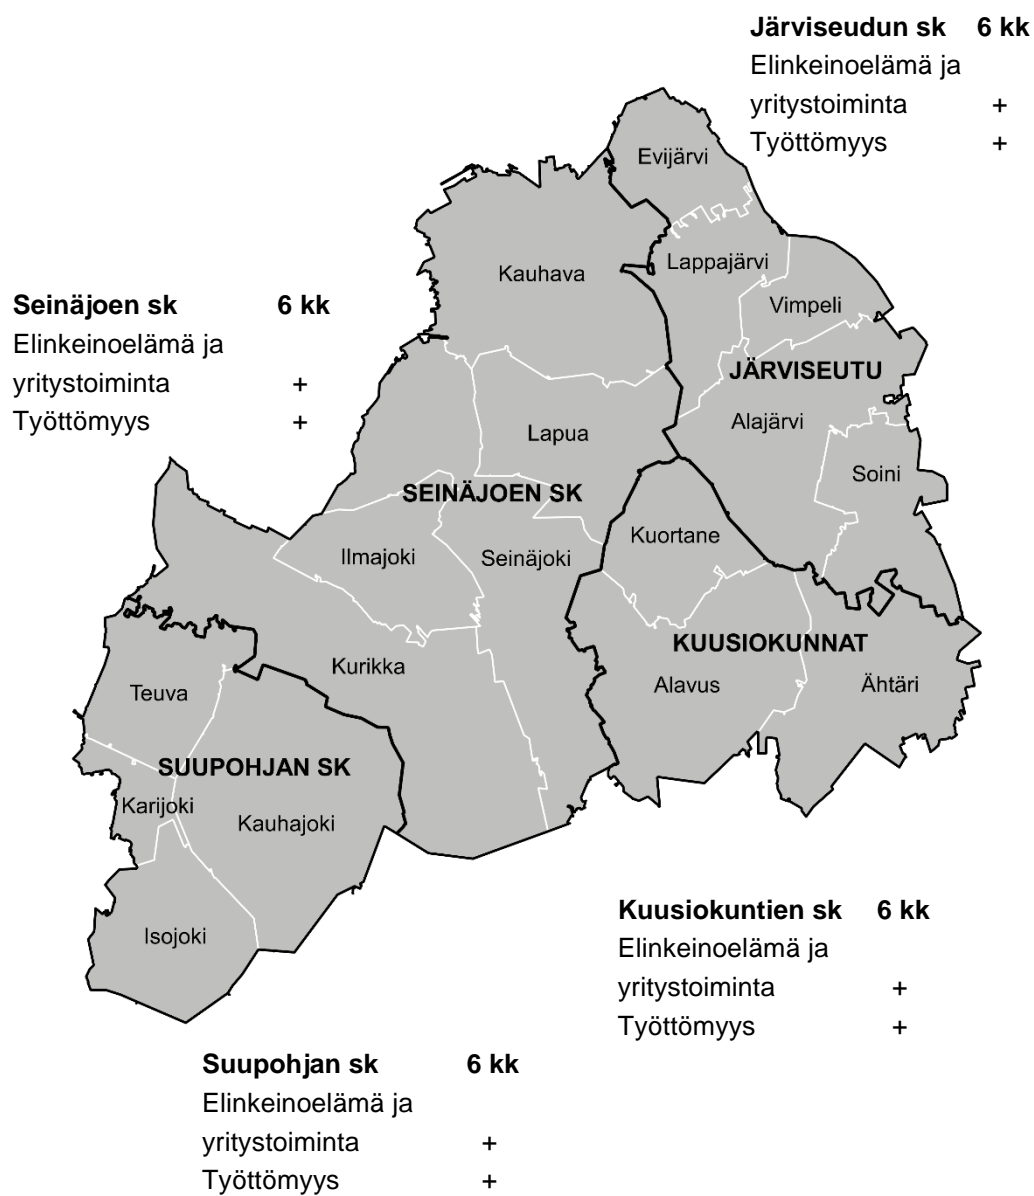 Järviseudun sk 6 kk
Elinkeinoelämä ja
yritystoiminta +
Työttömyys +
Evijärvi
Lappajärvi
Kauhava
Vimpeli
Seinäjoen sk 6 kk
Elinkeinoelämä ja
yritystoiminta +
Työttömyys +
JÄRVISEUTU
Alajärvi
Lapua
Soini
SEINÄJOEN SK
Kuortane
Ilmajoki
Seinäjoki
KUUSIOKUNNAT
Kurikka
Alavus
Ähtäri
Teuva
SUUPOHJAN SK
Karijoki
Kauhajoki
Isojoki
Kuusiokuntien sk 6 kk
Elinkeinoelämä ja
yritystoiminta +
Työttömyys +
Suupohjan sk 6 kk
Elinkeinoelämä ja
yritystoiminta +
Työttömyys +